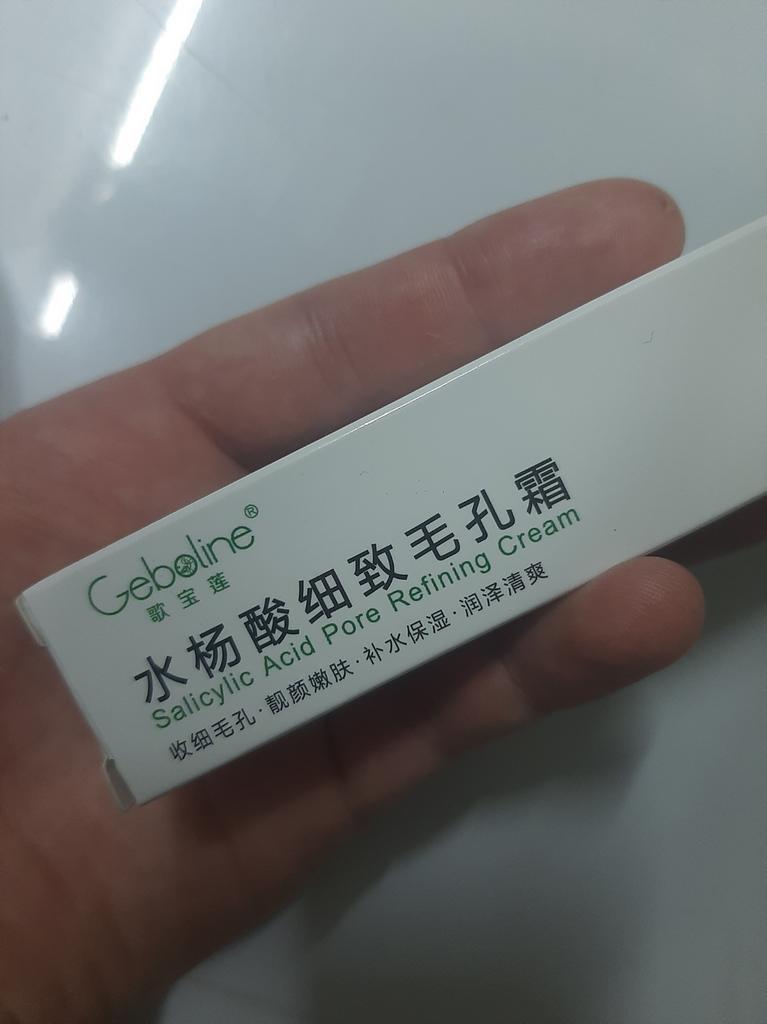 Geboline®
歌宝莲
水杨酸细致毛孔霜
Salicylic Acid Pore Refining Cream
收细毛孔·靓颜嫩肤·补水保湿·润泽清爽